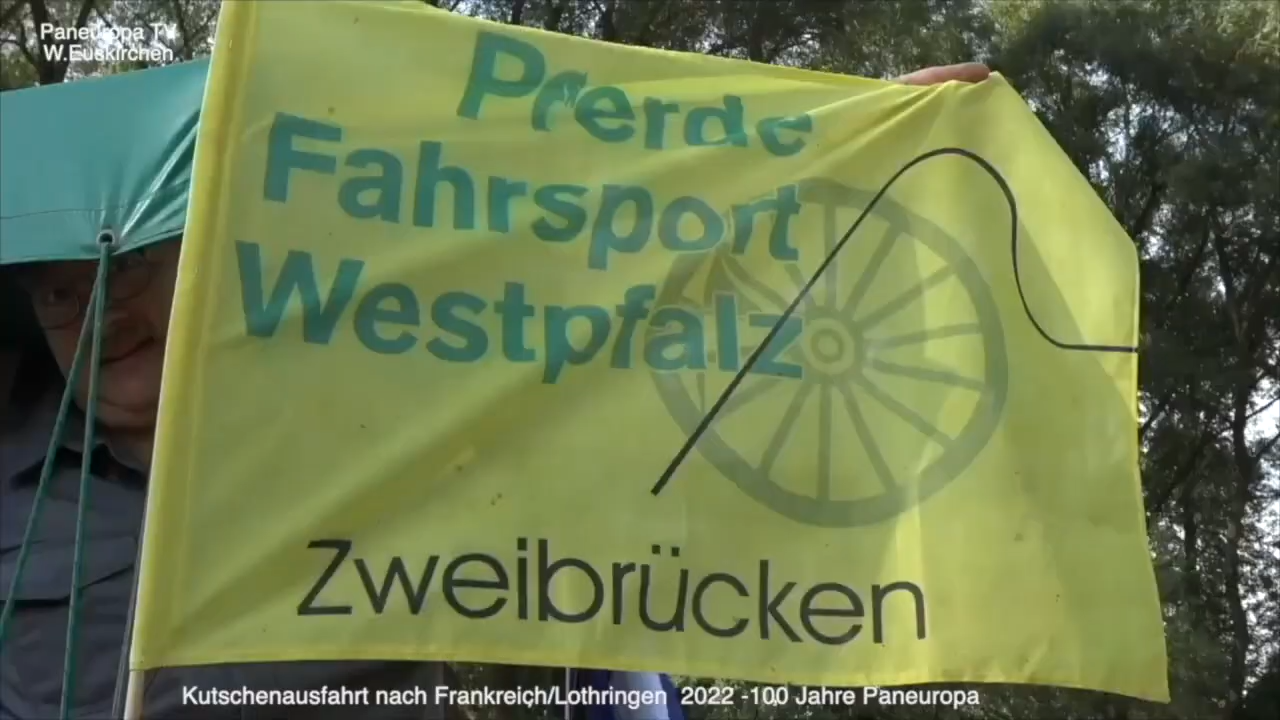 Paneuropa TV
W.Euskirchen
Pferde
Fahrsport
Westpfalz
Zweibrücken
Kutschenausfahrt nach Frankreich/Lothringen 2022 -100 Jahre Paneuropa